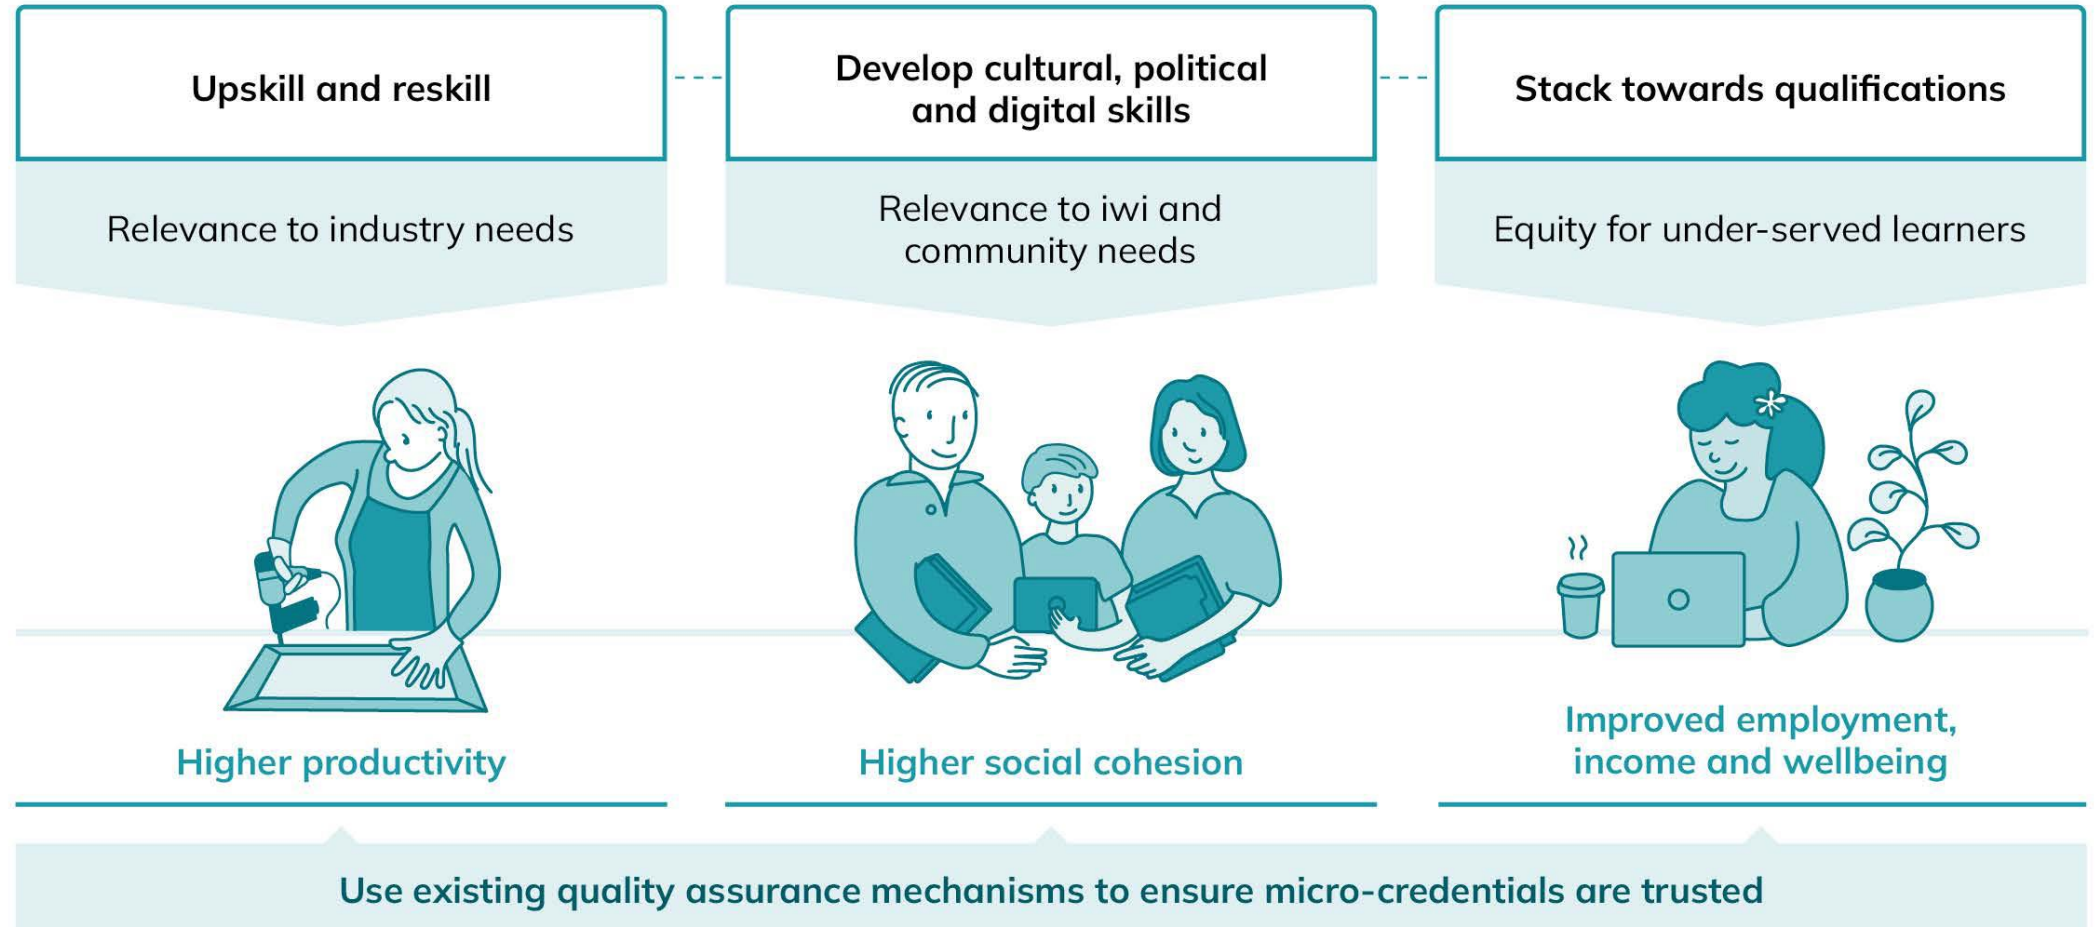 Upskill and reskill
Relevance to industry needs
Higher productivity
Develop cultural, political
and digital skills
Relevance to iwi and
community needs
Higher social cohesion
Stack towards qualifications
Equity for under-served learners
Improved employment,
income and wellbeing
Use existing quality assurance mechanisms to ensure micro-credentials are trusted